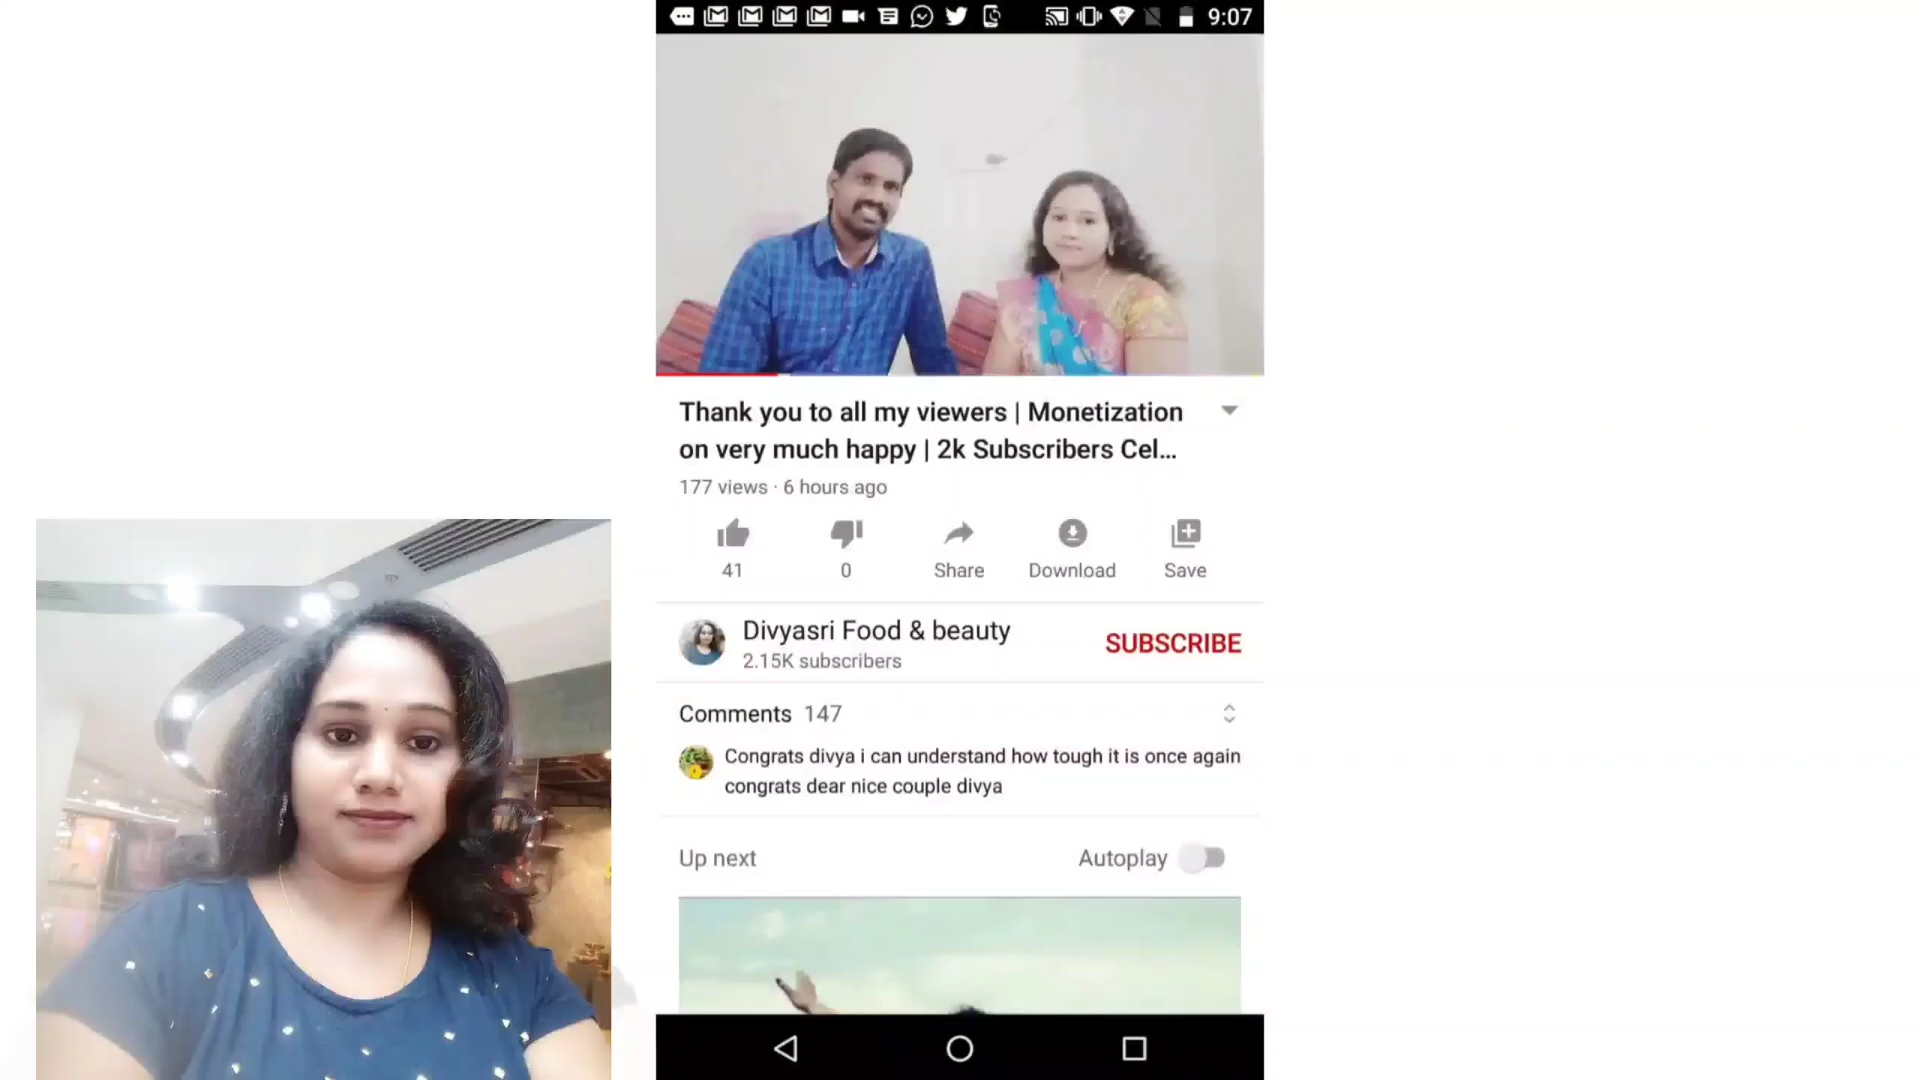 9:07
Thank you to all my viewers | Monetization
on very much happy | 2k Subscribers Cel...
177 views · 6 hours ago
41
0
Share
Download
Save
Divyasri Food & beauty
2.15K subscribers
SUBSCRIBE
Comments 147
Congrats divya i can understand how tough it is once again
congrats dear nice couple divya
Up next
Autoplay